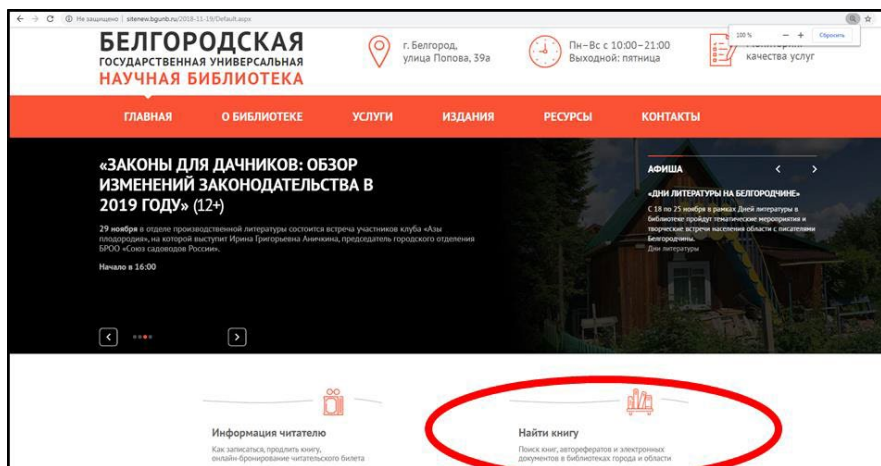 Не защищено | sitenew.bgunb.ru/2018-11-19/Default.aspx
100 % − + Сбросить
БЕЛГОРОДСКАЯ
ГОСУДАРСТВЕННАЯ УНИВЕРСАЛЬНАЯ
НАУЧНАЯ БИБЛИОТЕКА
г. Белгород,
улица Попова, 39а
Пн–Вс с 10:00–21:00
Выходной: пятница
качества услуг
ГЛАВНАЯ О БИБЛИОТЕКЕ УСЛУГИ ИЗДАНИЯ РЕСУРСЫ КОНТАКТЫ
«ЗАКОНЫ ДЛЯ ДАЧНИКОВ: ОБЗОР
ИЗМЕНЕНИЙ ЗАКОНОДАТЕЛЬСТВА В
2019 ГОДУ» (12+)
29 ноября в отделе производственной литературы состоится встреча участников клуба «Азы
плодородия», на которой выступит Ирина Григорьевна Аничкина, председатель городского отделения
БРОО «Союз садоводов России».
Начало в 16:00
АФИША
«ДНИ ЛИТЕРАТУРЫ НА БЕЛГОРОДЧИНЕ»
С 18 по 25 ноября в рамках Дней литературы в
библиотеке пройдут тематические мероприятия и
творческие встречи населения области с писателями
Белгородчины.
Дни литературы
Информация читателю
Как записаться, продлить книгу,
онлайн-бронирование читательского билета
Найти книгу
Поиск книг, авторефератов и электронных
документов в библиотеках города и области